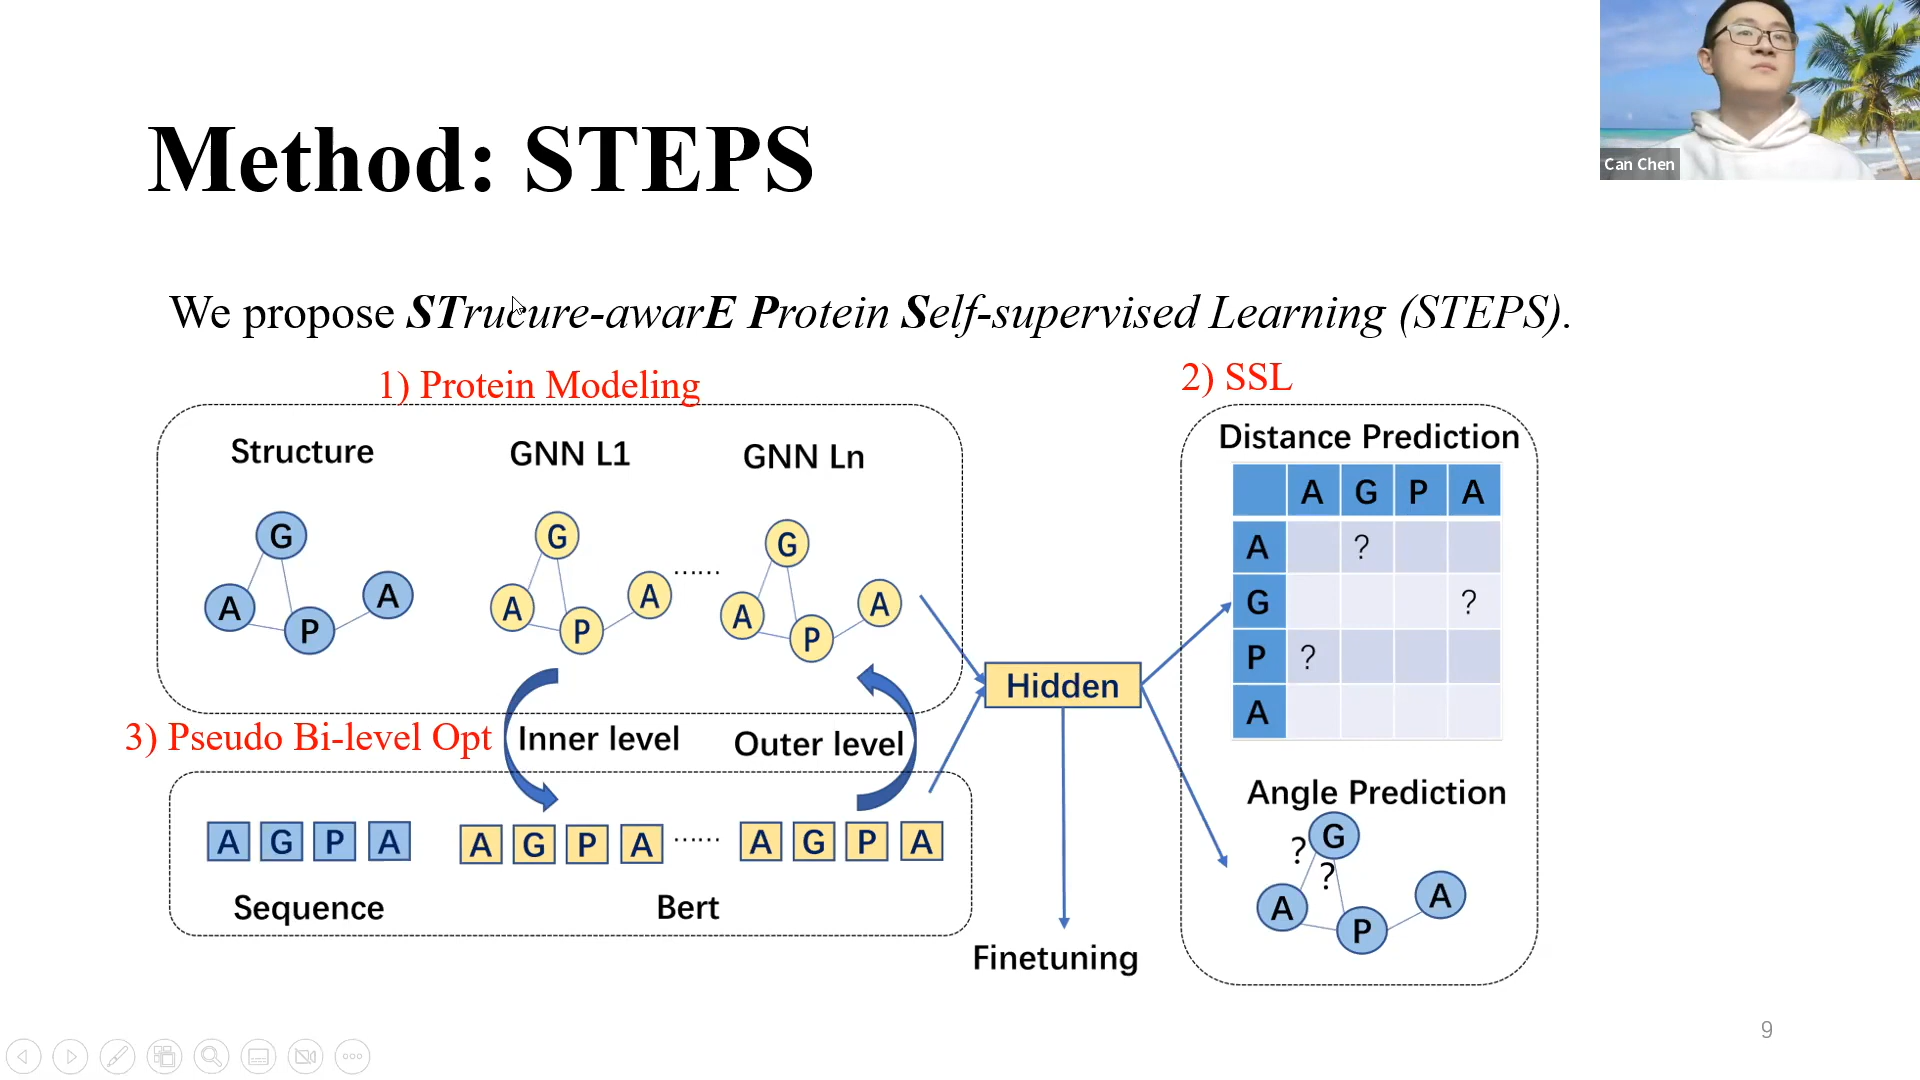 Can Chen
Method: STEPS
We propose STrucure-awarE Protein Self-supervised Learning (STEPS).
1) Protein Modeling
2) SSL
Structure
GNN L1
GNN Ln
G
A
P
A
G
A
P
A
......
G
A
P
A
Distance Prediction
A G P A
A ?
G ?
P ?
A
Hidden
3) Pseudo Bi-level Opt
Inner level
Outer level
A G P A
A G P A ...... A G P A
Sequence
Bert
Finetuning
Angle Prediction
G
?
?
A
P
A
9